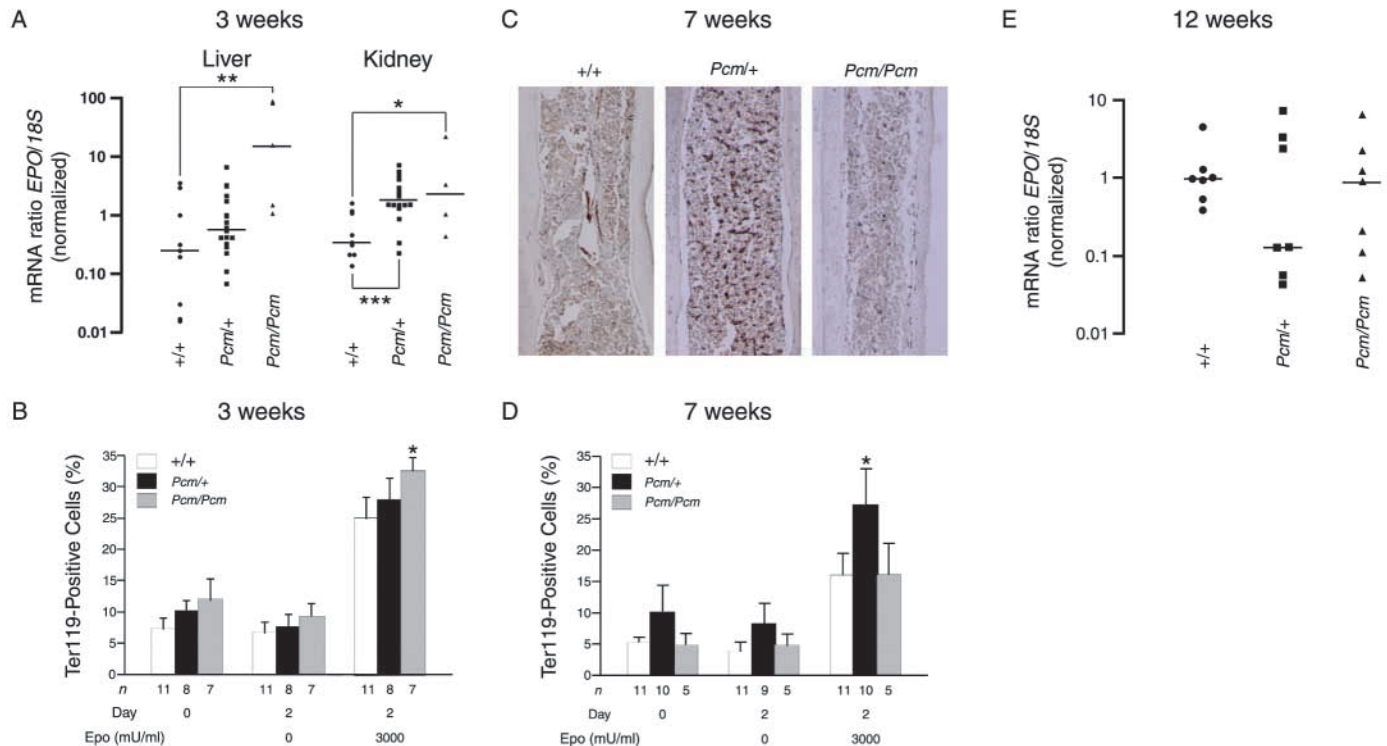 A
3 weeks
Liver
Kidney
**
*
***
100
10
1
0.10
0.01
mRNA ratio EPO/18S
(normalized)
+/+
Pcm/+
Pcm/Pcm
+/+
Pcm/+
Pcm/Pcm
C
7 weeks
+/+
Pcm/+
Pcm/Pcm
E
12 weeks
10
1
0.1
0.01
mRNA ratio EPO/18S
(normalized)
+/+
Pcm/+
Pcm/Pcm
B
3 weeks
+/+
Pcm/+
Pcm/Pcm
*
35
30
25
20
15
10
5
0
Ter119-Positive Cells (%)
n 11 8 7 11 8 7 11 8 7
Day 0 2 2
Epo (mU/ml) 0 3000
D
7 weeks
+/+
Pcm/+
Pcm/Pcm
*
35
30
25
20
15
10
5
0
Ter119-Positive Cells (%)
n 11 10 5 11 9 5 11 10 5
Day 0 2 2
Epo (mU/ml) 0 3000